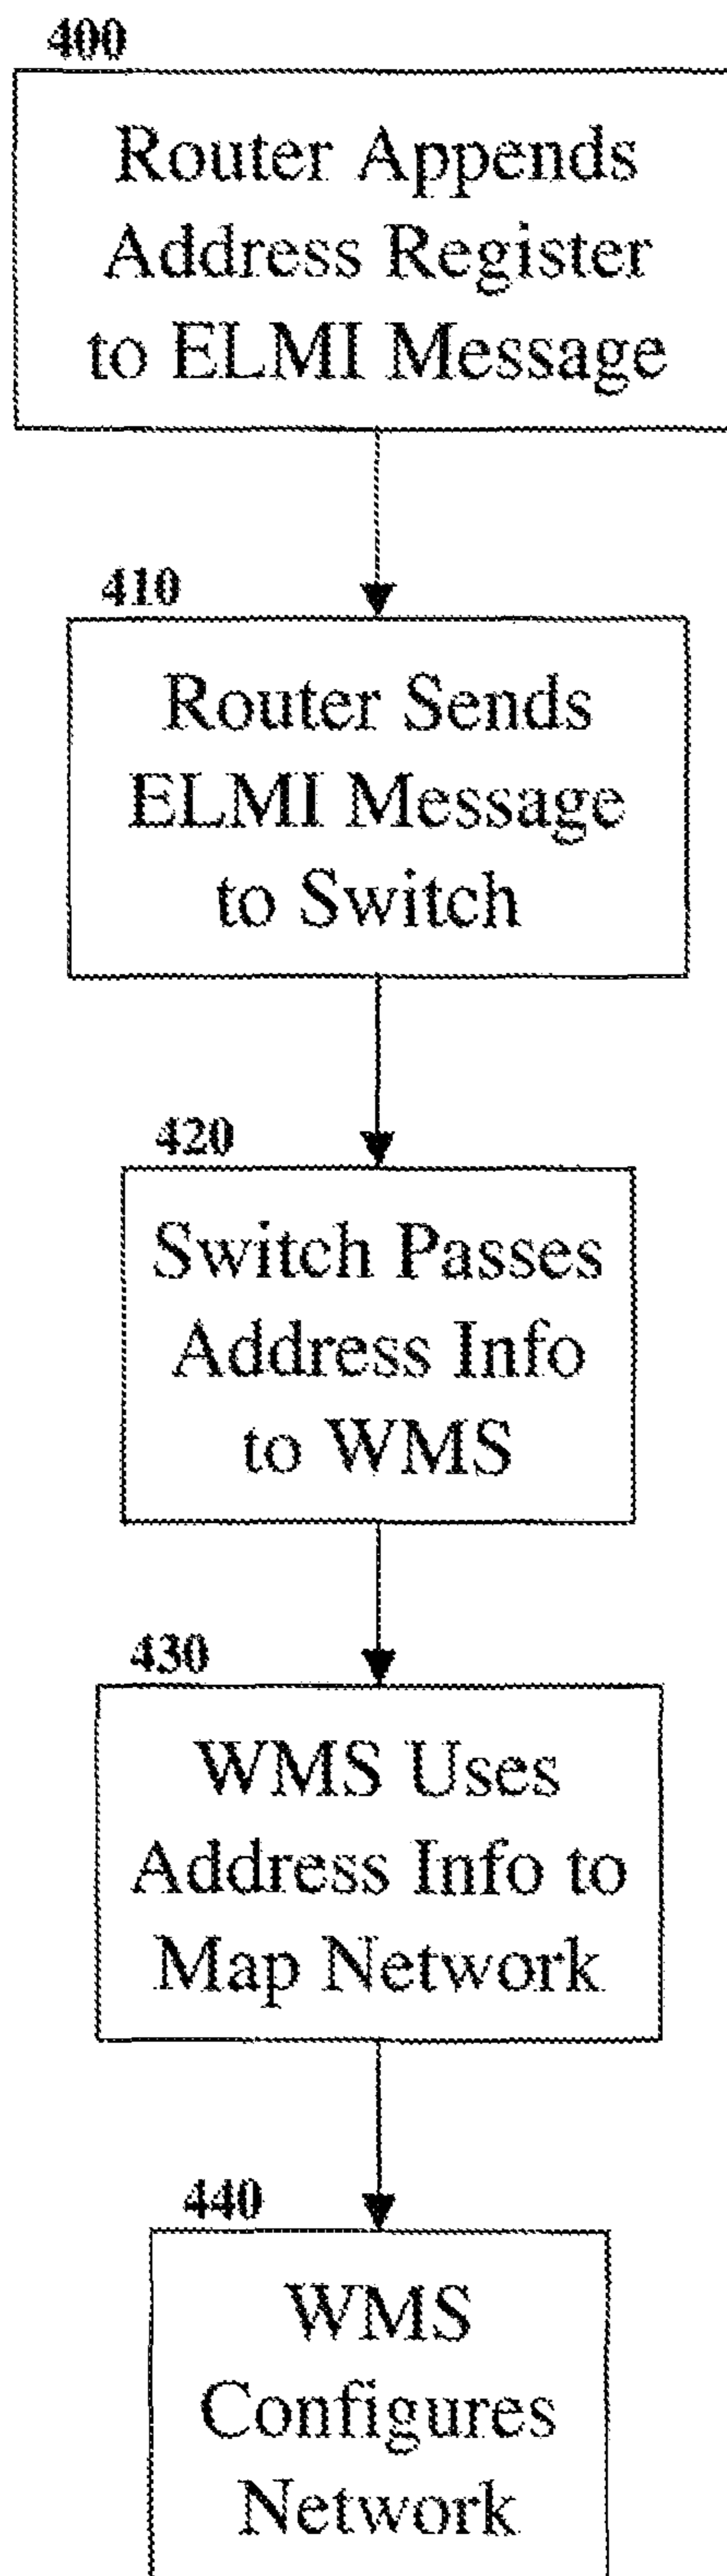 400
Router Appends
Address Register
to ELMI Message
410
Router Sends
ELMI Message
to Switch
420
Switch Passes
Address Info
to WMS
430
WMS Uses
Address Info to
Map Network
440
WMS
Configures
Network